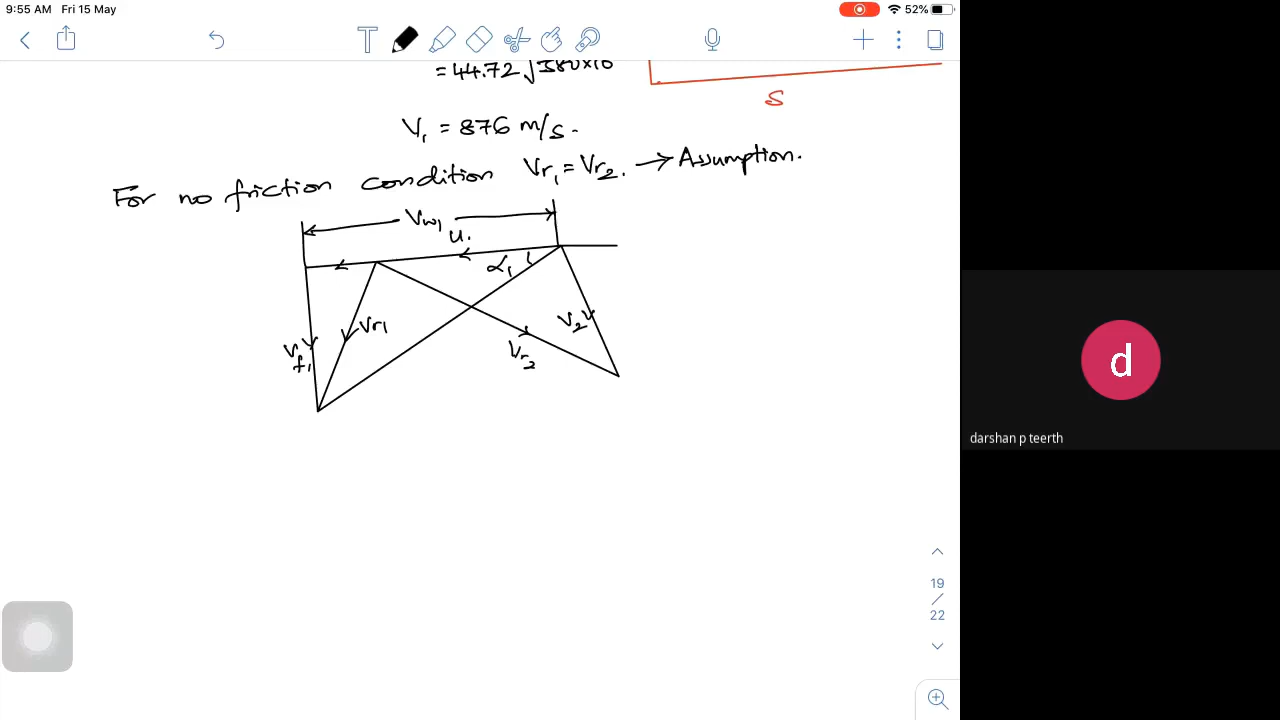 9:55 AM Fri 15 May
52%
= 44.72 √380×10
S
V₁ = 876 m/s.
For no friction condition Vr₁ = Vr₂. → Assumption.
Vw₁
u.
α₁
Vr₁
V₂
Vf₁
Vr₂
d
darshan p teerth
19
/
22
T